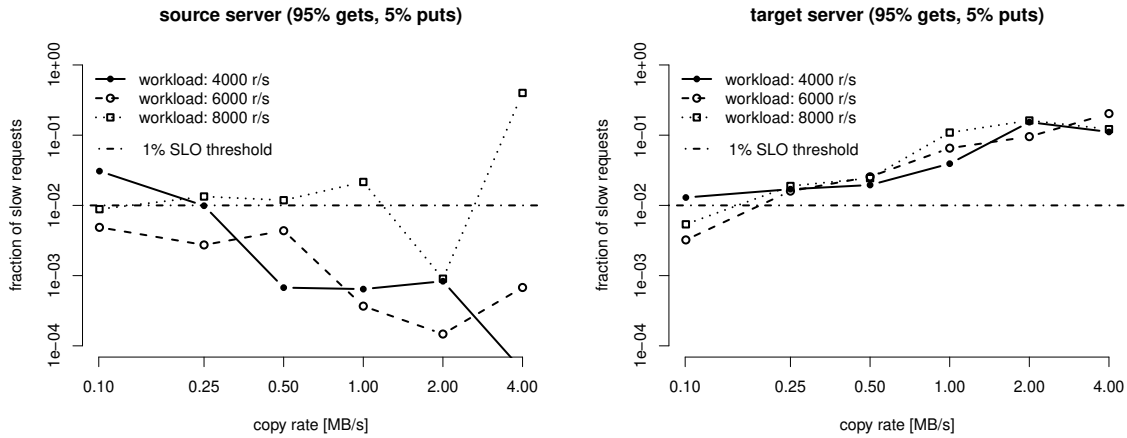 source server (95% gets, 5% puts)
fraction of slow requests
1e+00
1e−01
1e−02
1e−03
1e−04
workload: 4000 r/s
workload: 6000 r/s
workload: 8000 r/s
1% SLO threshold
0.10 0.25 0.50 1.00 2.00 4.00
copy rate [MB/s]
target server (95% gets, 5% puts)
fraction of slow requests
1e+00
1e−01
1e−02
1e−03
1e−04
workload: 4000 r/s
workload: 6000 r/s
workload: 8000 r/s
1% SLO threshold
0.10 0.25 0.50 1.00 2.00 4.00
copy rate [MB/s]